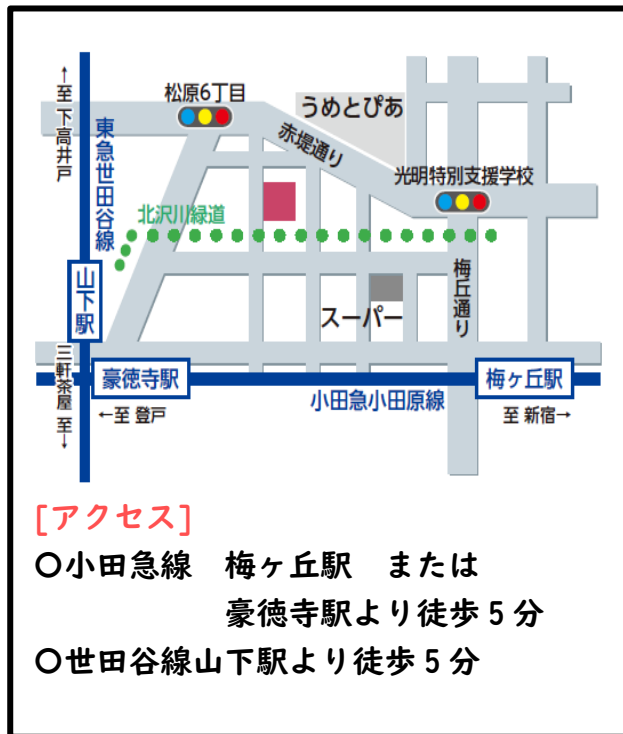 ←至 下高井戸
松原6丁目
うめとぴあ
東急世田谷線
赤堤通り
光明特別支援学校
北沢川緑道
山下駅
スーパー
梅丘通り
三軒茶屋 至→
豪徳寺駅
梅ヶ丘駅
←至 登戸
小田急小田原線
至 新宿→
[アクセス]
〇小田急線　梅ヶ丘駅　または
豪徳寺駅より徒歩5分
〇世田谷線山下駅より徒歩5分